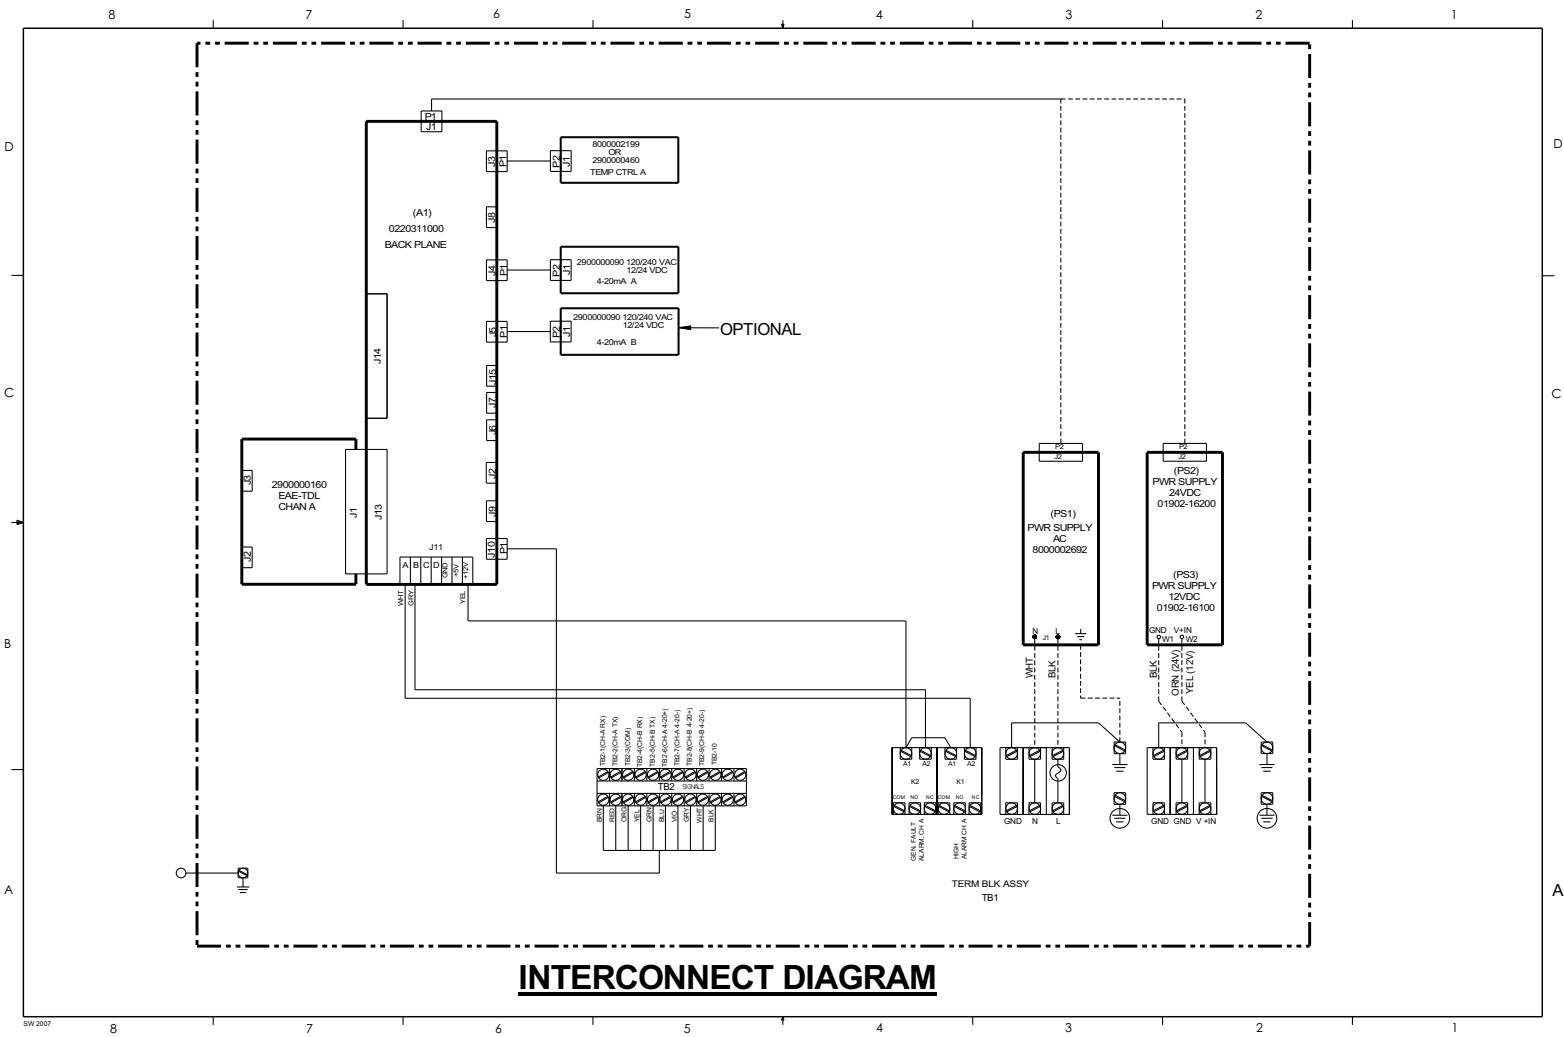 8 7 6 5 4 3 2 1
D
D
C
C
B
A
A
P1
J1
(A1)
0220311000
BACK PLANE
J3 P1
P2 J1
8000002199
OR
2900000460
TEMP CTRL A
J8
J4 P1
P2 J1
2900000090 120/240 VAC
12/24 VDC
4-20mA A
J5 P1
P2 J1
2900000090 120/240 VAC
12/24 VDC
4-20mA B
OPTIONAL
J14
J15
J7
J6
J2
J9
J10 P1
J3
J2
2900000160
EAE-TDL
CHAN A
J1
J13
J11
A B C D GND +5V +12V
WHT
GRY
YEL
P2
J2
(PS1)
PWR SUPPLY
AC
8000002692
N J1 L
WHT
BLK
P2
J2
(PS2)
PWR SUPPLY
24VDC
01902-16200
(PS3)
PWR SUPPLY
12VDC
01902-16100
GND V+IN
W1 W2
BLK
ORN (24V)
YEL (12V)
TB2-1(CH-A RX)
TB2-2(CH-A TX)
TB2-3(COM)
TB2-4(CH-B RX)
TB2-5(CH-B TX)
TB2-6(CH-A 4-20+)
TB2-7(CH-A 4-20-)
TB2-8(CH-B 4-20+)
TB2-9(CH-B 4-20-)
TB2-10
TB2 SIGNALS
BRN
RED
ORG
YEL
GRN
BLU
VIO
GRY
WHT
BLK
A1 A2 A1 A2
K2 K1
COM NO NC COM NO NC
GEN. FAULT
ALARM, CH A
HIGH
ALARM CH A
GND N L
GND GND V +IN
TERM BLK ASSY
TB1
INTERCONNECT DIAGRAM
SW 2007
8 7 6 5 4 3 2 1